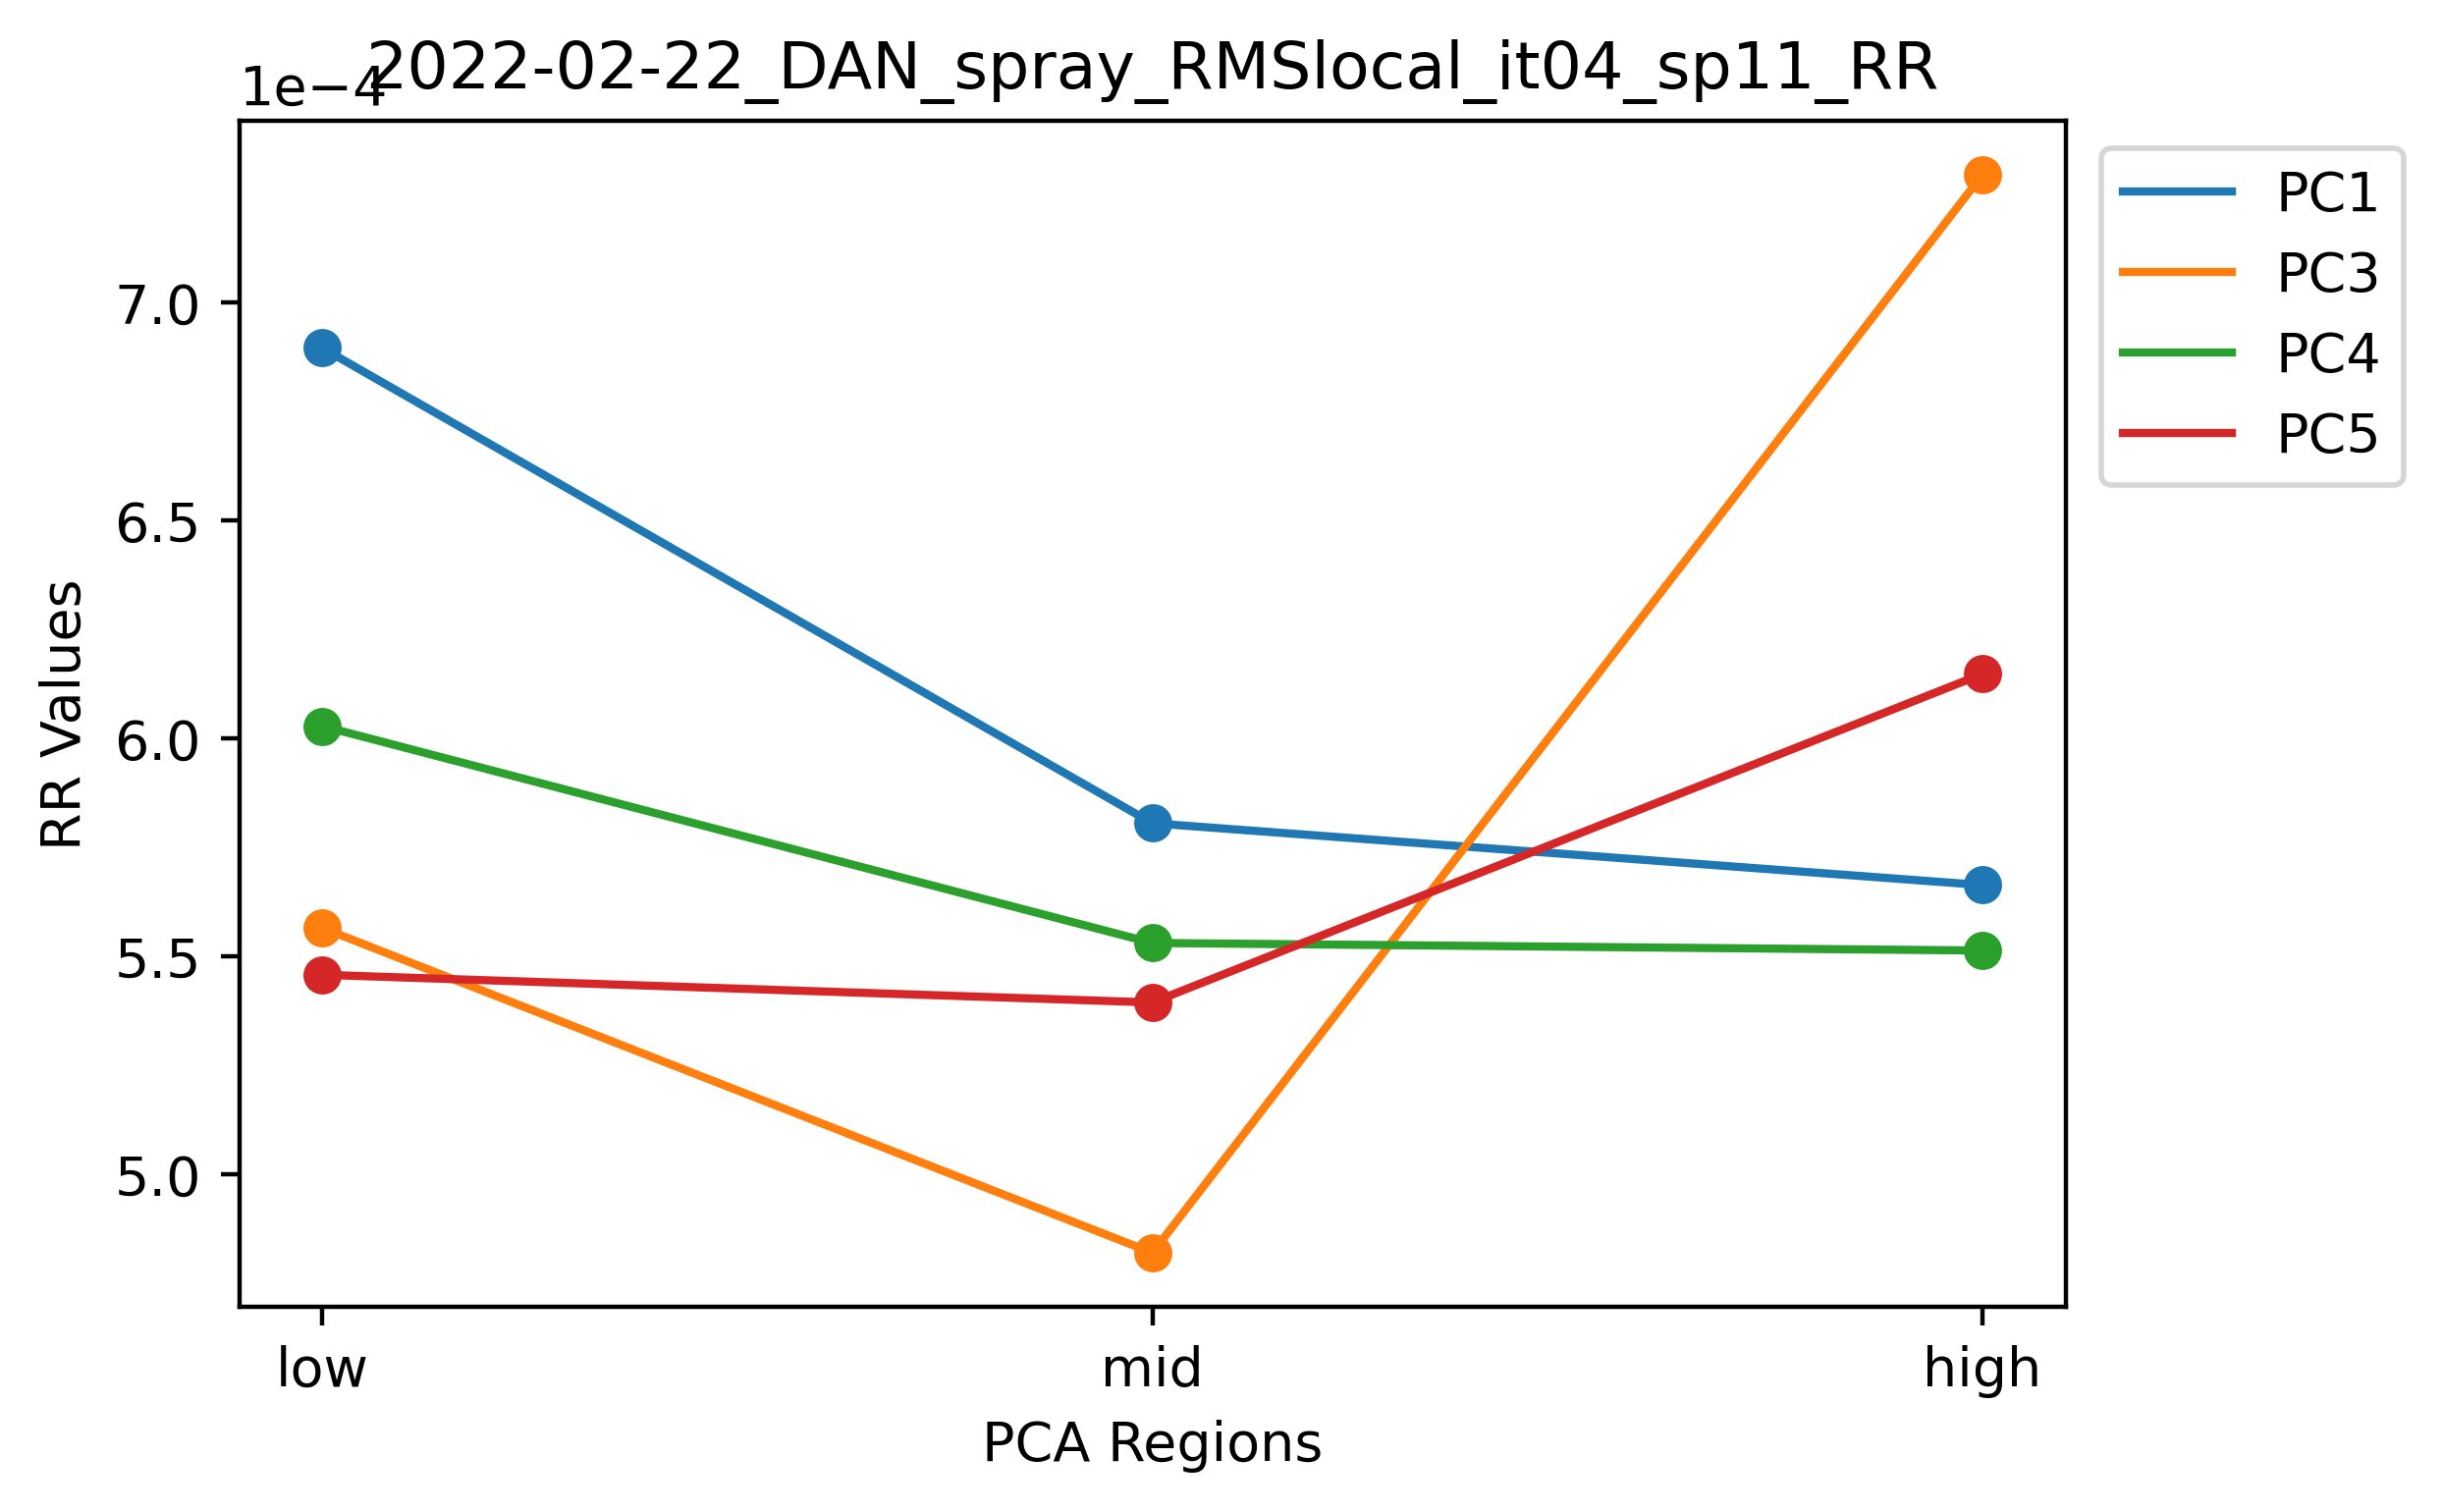 1e−4
2022-02-22_DAN_spray_RMSlocal_it04_sp11_RR
PC1
PC3
PC4
PC5
7.0
6.5
6.0
5.5
5.0
RR Values
low mid high
PCA Regions